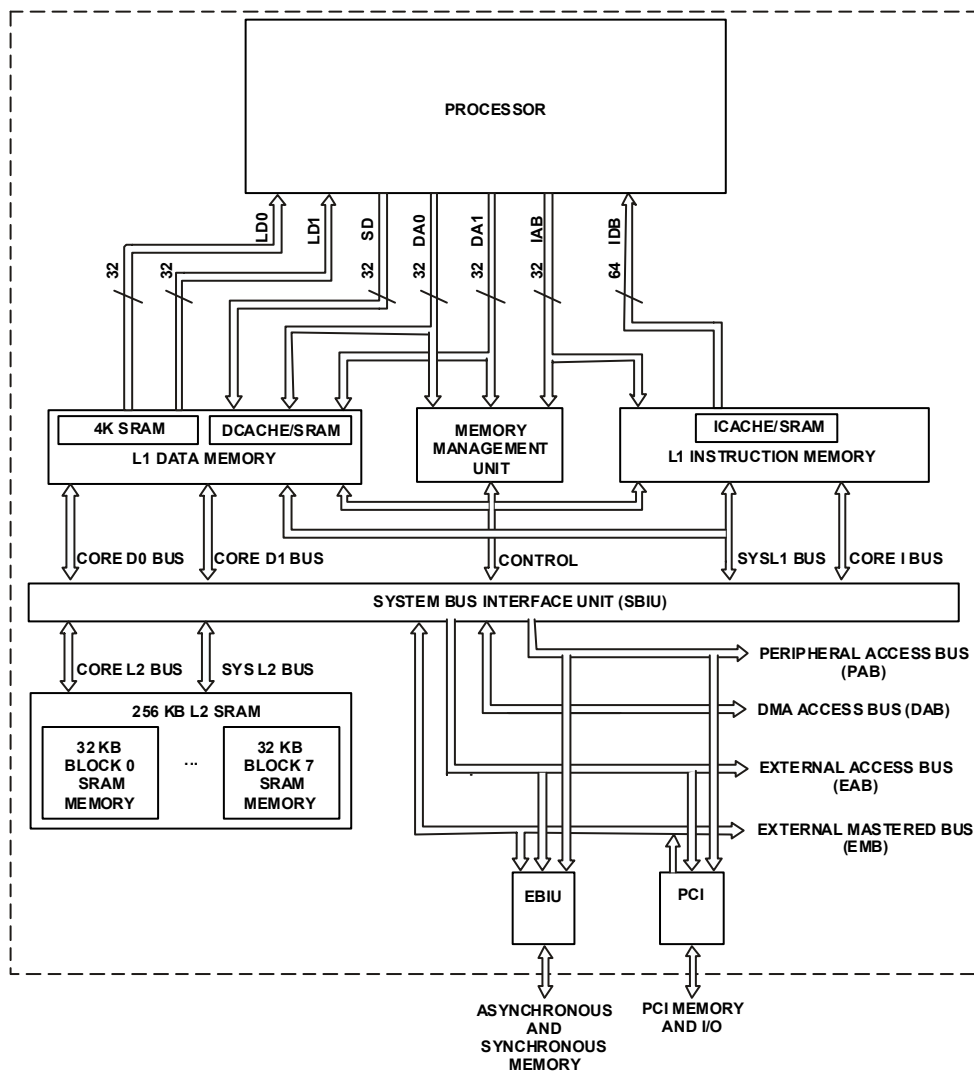 PROCESSOR
LD0
LD1
SD
DA0
DA1
IAB
IDB
32
32
32
32
32
32
64
4K SRAM
DCACHE/SRAM
L1 DATA MEMORY
MEMORY
MANAGEMENT
UNIT
ICACHE/SRAM
L1 INSTRUCTION MEMORY
CORE D0 BUS
CORE D1 BUS
CONTROL
SYSL1 BUS
CORE I BUS
SYSTEM BUS INTERFACE UNIT (SBIU)
CORE L2 BUS
SYS L2 BUS
PERIPHERAL ACCESS BUS
(PAB)
256 KB L2 SRAM
DMA ACCESS BUS (DAB)
32 KB
BLOCK 0
SRAM
MEMORY
...
32 KB
BLOCK 7
SRAM
MEMORY
EXTERNAL ACCESS BUS
(EAB)
EXTERNAL MASTERED BUS
(EMB)
EBIU
PCI
ASYNCHRONOUS
AND
SYNCHRONOUS
MEMORY
PCI MEMORY
AND I/O